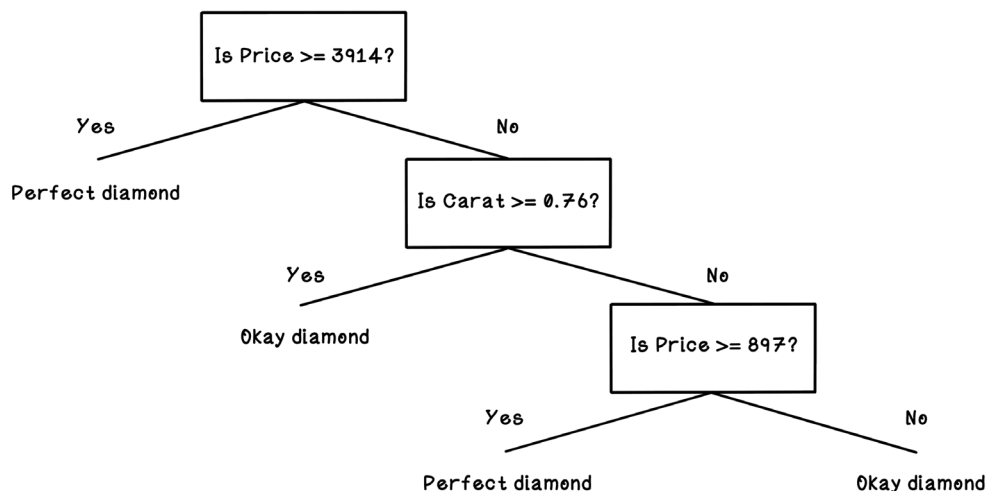 Is Price >= 3914?
Yes
No
Perfect diamond
Is Carat >= 0.76?
Yes
No
Okay diamond
Is Price >= 897?
Yes
No
Perfect diamond
Okay diamond